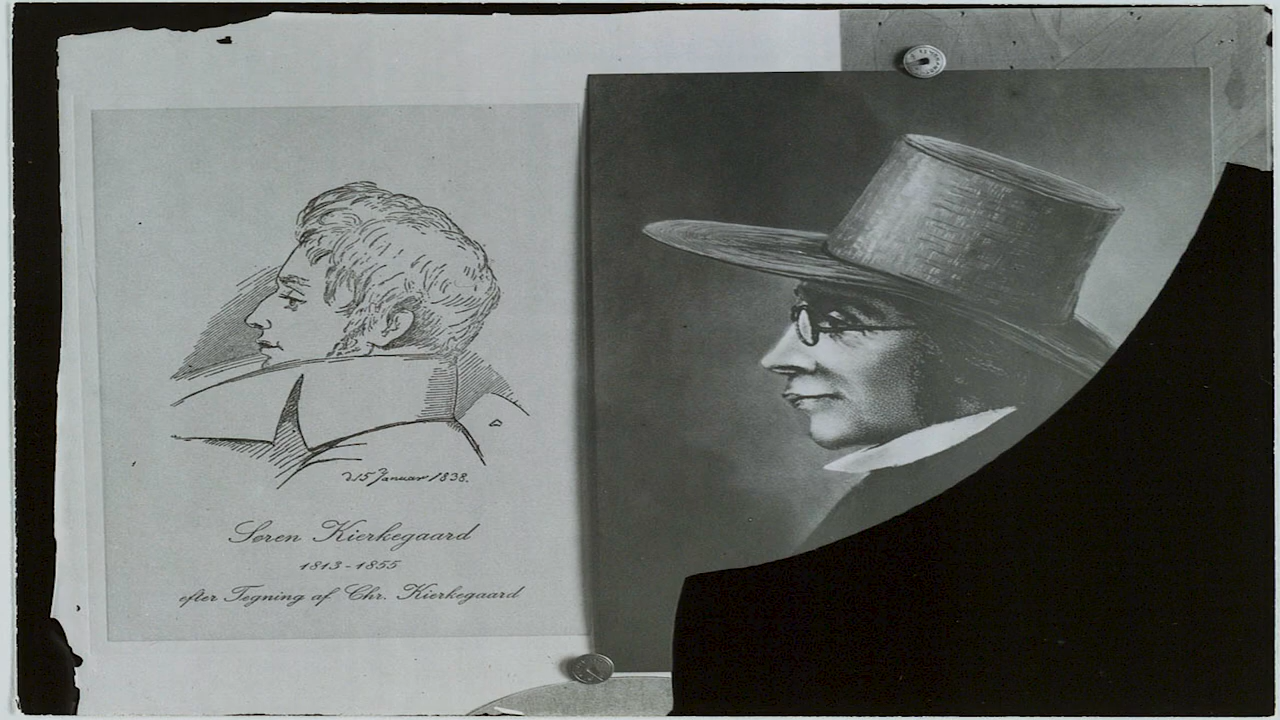 d 15 Januar 1838.
Søren Kierkegaard
1813-1855
efter Tegning af Chr. Kierkegaard